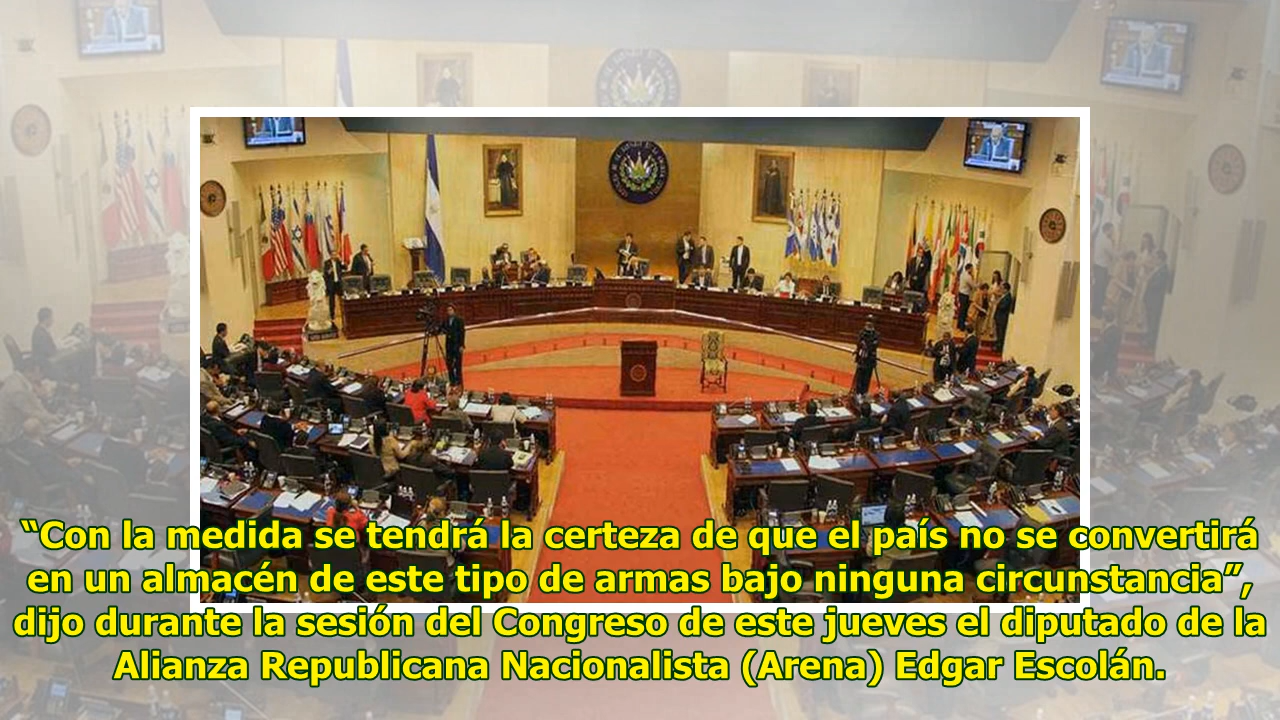 “Con la medida se tendrá la certeza de que el país no se convertirá
en un almacén de este tipo de armas bajo ninguna circunstancia”,
dijo durante la sesión del Congreso de este jueves el diputado de la
Alianza Republicana Nacionalista (Arena) Edgar Escolán.